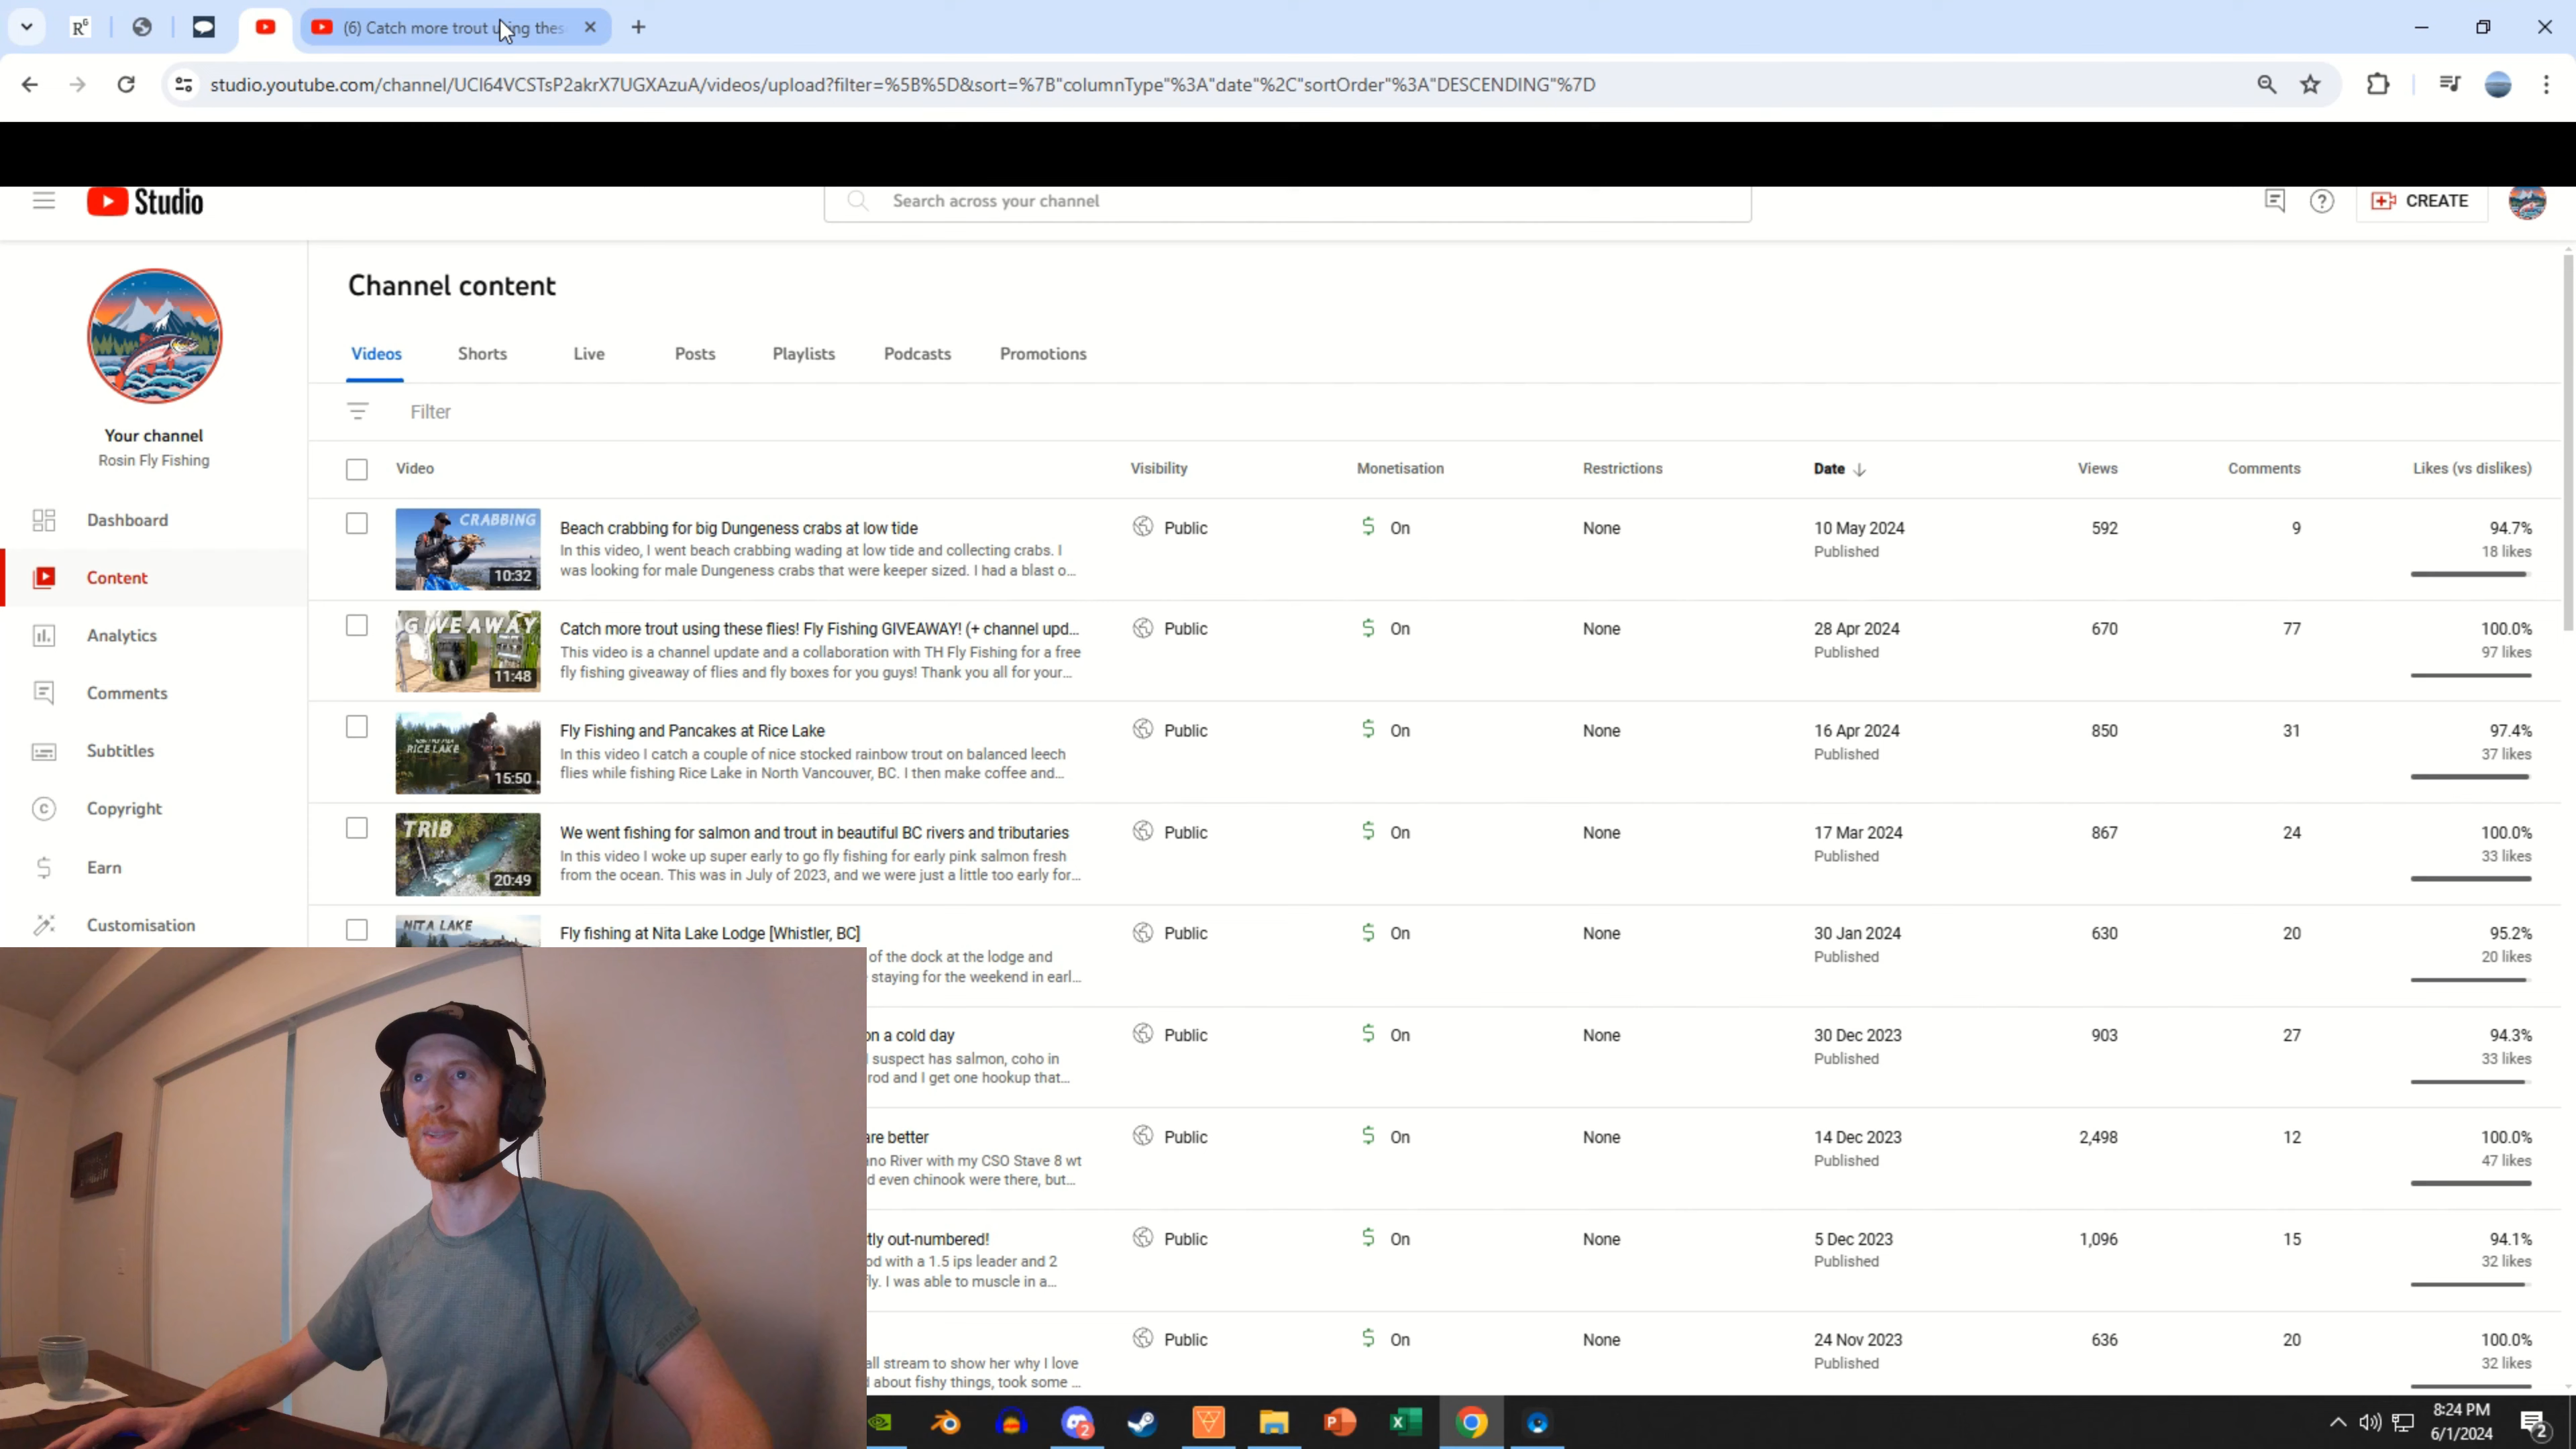 (6) Catch more trout using thes
studio.youtube.com/channel/UCI64VCSTsP2akrX7UGXAzuA/videos/upload?filter=%5B%5D&sort=%7B"columnType"%3A"date"%2C"sortOrder"%3A"DESCENDING"%7D
Studio
Search across your channel
CREATE
Channel content
Videos Shorts Live Posts Playlists Podcasts Promotions
Filter
Your channel
Rosin Fly Fishing
Dashboard
Content
Analytics
Comments
Subtitles
Copyright
Earn
Customisation
Video Visibility Monetisation Restrictions Date Views Comments Likes (vs dislikes)
CRABBING
10:32
Beach crabbing for big Dungeness crabs at low tide Public On None 10 May 2024 592 9 94.7%
In this video, I went beach crabbing wading at low tide and collecting crabs. I Published 18 likes
was looking for male Dungeness crabs that were keeper sized. I had a blast o...
GIVEAWAY
11:48
Catch more trout using these flies! Fly Fishing GIVEAWAY! (+ channel upd... Public On None 28 Apr 2024 670 77 100.0%
This video is a channel update and a collaboration with TH Fly Fishing for a free Published 97 likes
fly fishing giveaway of flies and fly boxes for you guys! Thank you all for your...
RICE LAKE
15:50
Fly Fishing and Pancakes at Rice Lake Public On None 16 Apr 2024 850 31 97.4%
In this video I catch a couple of nice stocked rainbow trout on balanced leech Published 37 likes
flies while fishing Rice Lake in North Vancouver, BC. I then make coffee and...
TRIB
20:49
We went fishing for salmon and trout in beautiful BC rivers and tributaries Public On None 17 Mar 2024 867 24 100.0%
In this video I woke up super early to go fly fishing for early pink salmon fresh Published 33 likes
from the ocean. This was in July of 2023, and we were just a little too early for...
NITA LAKE
Fly fishing at Nita Lake Lodge [Whistler, BC] Public On None 30 Jan 2024 630 20 95.2%
of the dock at the lodge and Published 20 likes
staying for the weekend in earl...
on a cold day Public On None 30 Dec 2023 903 27 94.3%
I suspect has salmon, coho in Published 33 likes
rod and I get one hookup that...
are better Public On None 14 Dec 2023 2,498 12 100.0%
no River with my CSO Stave 8 wt Published 47 likes
d even chinook were there, but...
tly out-numbered! Public On None 5 Dec 2023 1,096 15 94.1%
od with a 1.5 ips leader and 2 Published 32 likes
fly. I was able to muscle in a...
Public On None 24 Nov 2023 636 20 100.0%
all stream to show her why I love Published 32 likes
about fishy things, took some ...
8:24 PM
6/1/2024
2
2